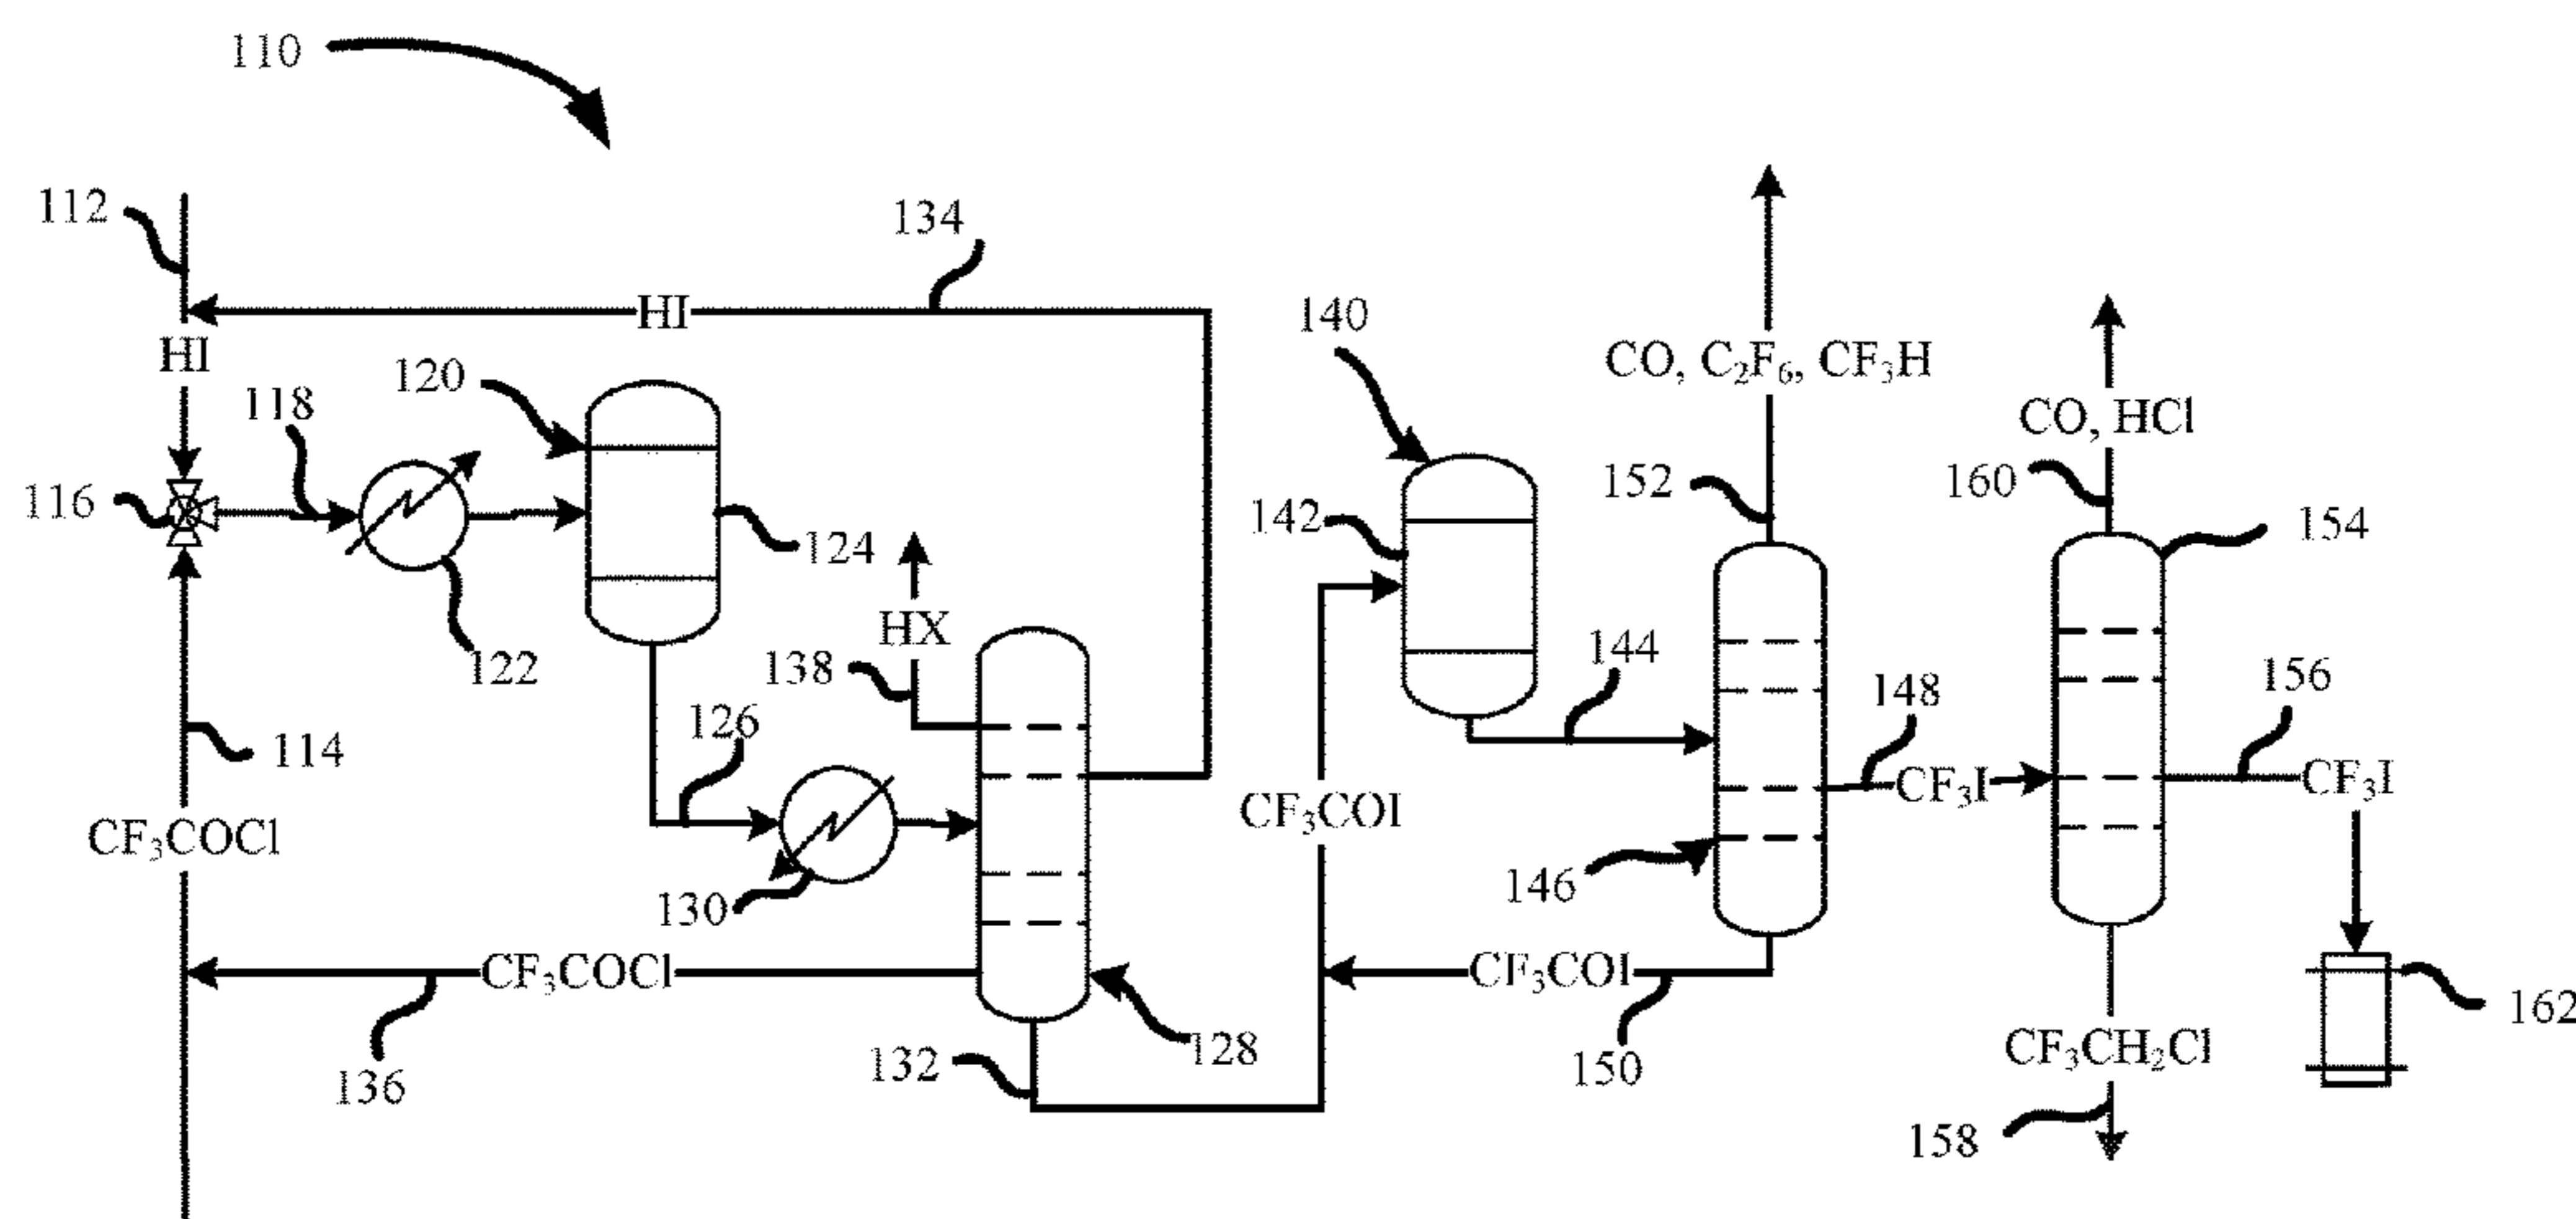 110
112
134
HI
HI
140
CO, C₂F₆, CF₃H
118
120
CO, HCl
116
152
160
142
124
154
HX
138
144
148
156
122
126
114
CF₃I
CF₃I
CF₃COI
CF₃COCl
130
146
CF₃COCl
CF₃COI
162
136
132
128
150
CF₃CH₂Cl
158